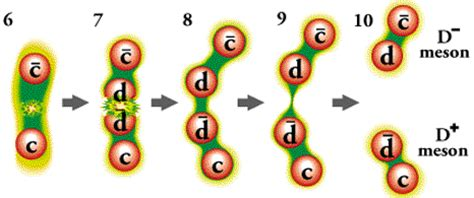 6 7 8 9 10
c̄ c
c̄ d d̄ c
c̄ d d̄ c
c̄ d d̄ c
c̄ d D⁻
meson
D⁺
meson
d̄ c